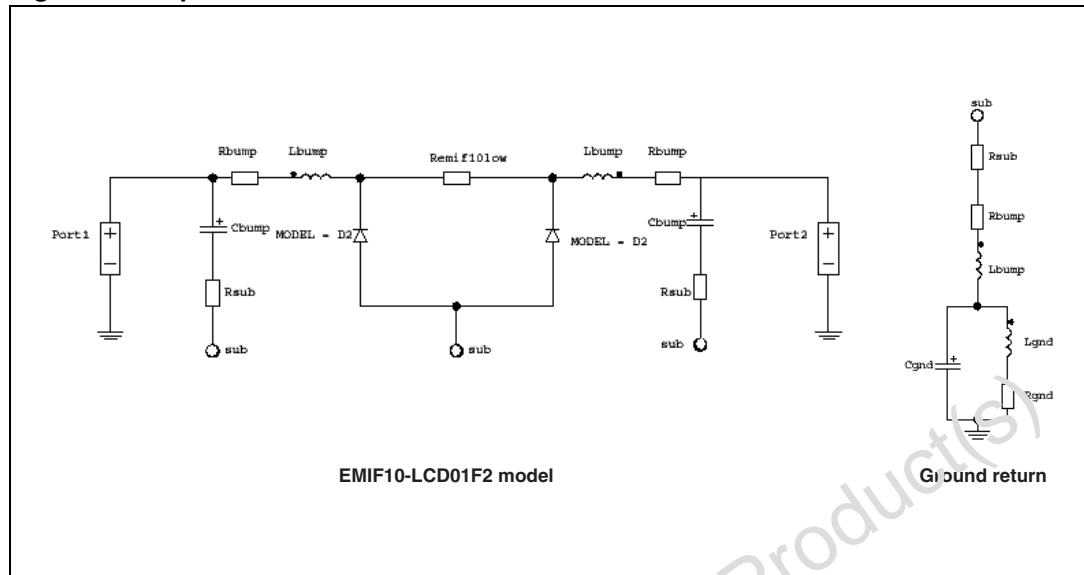 sub
Rsub
Rbump Lbump Remif10low Lbump Rbump
Rbump
Port1 + − + Cbump MODEL = D2 MODEL = D2 + Cbump Port2 + −
Lbump
Rsub Rsub
sub sub sub
Lgnd
Cgnd +
Rgnd
EMIF10-LCD01F2 model Ground return
Product(s)